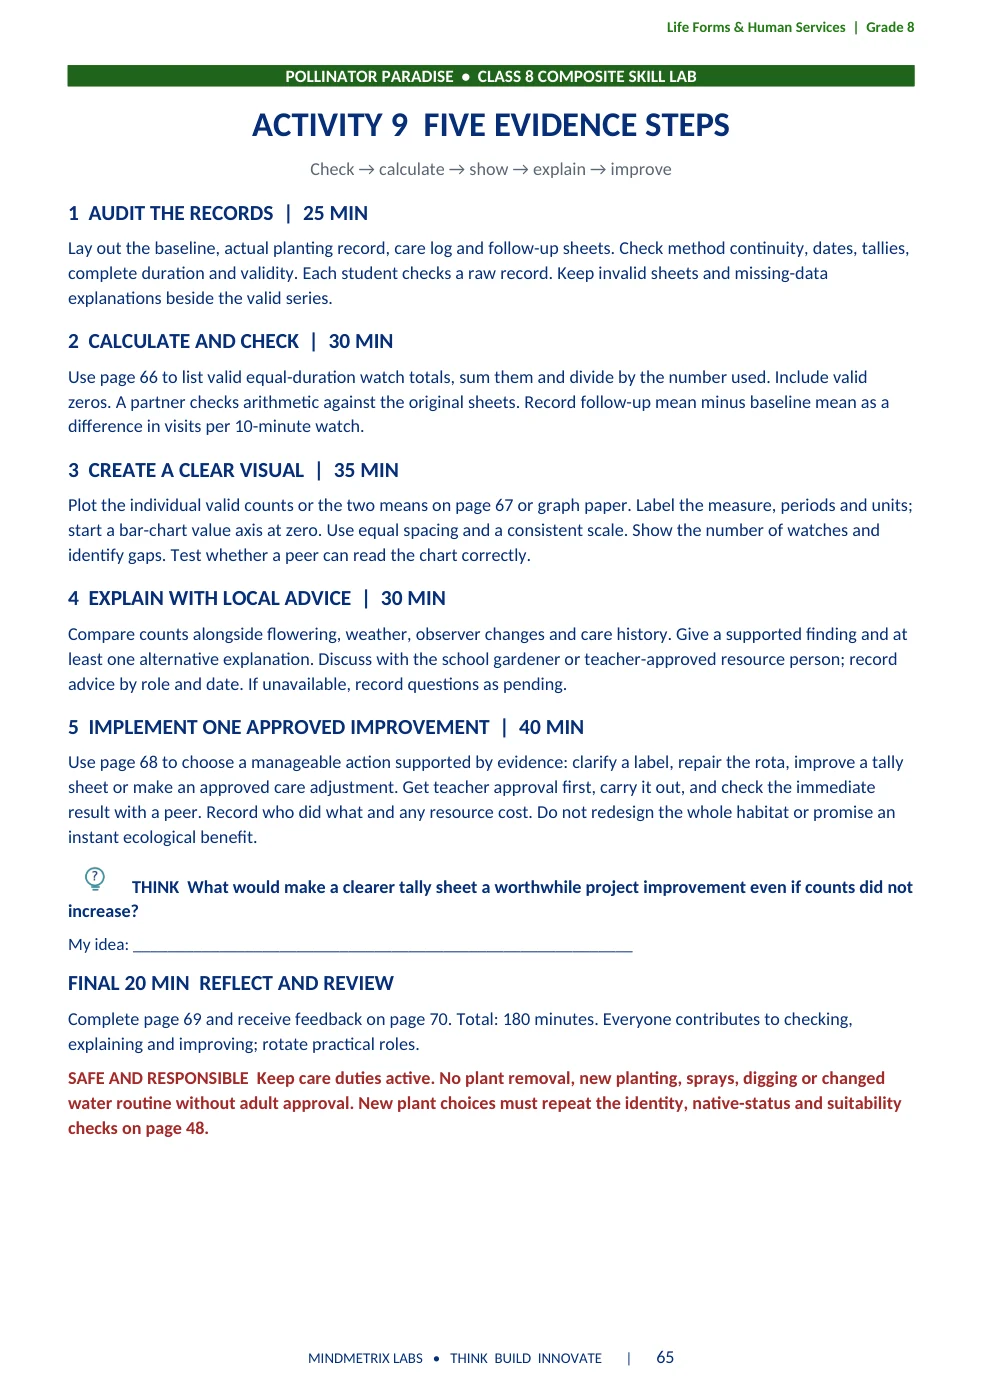 Life Forms & Human Services | Grade 8
POLLINATOR PARADISE ● CLASS 8 COMPOSITE SKILL LAB
ACTIVITY 9 FIVE EVIDENCE STEPS
Check → calculate → show → explain → improve
1 AUDIT THE RECORDS | 25 MIN
Lay out the baseline, actual planting record, care log and follow-up sheets. Check method continuity, dates, tallies,
complete duration and validity. Each student checks a raw record. Keep invalid sheets and missing-data
explanations beside the valid series.
2 CALCULATE AND CHECK | 30 MIN
Use page 66 to list valid equal-duration watch totals, sum them and divide by the number used. Include valid
zeros. A partner checks arithmetic against the original sheets. Record follow-up mean minus baseline mean as a
difference in visits per 10-minute watch.
3 CREATE A CLEAR VISUAL | 35 MIN
Plot the individual valid counts or the two means on page 67 or graph paper. Label the measure, periods and units;
start a bar-chart value axis at zero. Use equal spacing and a consistent scale. Show the number of watches and
identify gaps. Test whether a peer can read the chart correctly.
4 EXPLAIN WITH LOCAL ADVICE | 30 MIN
Compare counts alongside flowering, weather, observer changes and care history. Give a supported finding and at
least one alternative explanation. Discuss with the school gardener or teacher-approved resource person; record
advice by role and date. If unavailable, record questions as pending.
5 IMPLEMENT ONE APPROVED IMPROVEMENT | 40 MIN
Use page 68 to choose a manageable action supported by evidence: clarify a label, repair the rota, improve a tally
sheet or make an approved care adjustment. Get teacher approval first, carry it out, and check the immediate
result with a peer. Record who did what and any resource cost. Do not redesign the whole habitat or promise an
instant ecological benefit.
? THINK What would make a clearer tally sheet a worthwhile project improvement even if counts did not
increase?
My idea: ____________________________________________________________
FINAL 20 MIN REFLECT AND REVIEW
Complete page 69 and receive feedback on page 70. Total: 180 minutes. Everyone contributes to checking,
explaining and improving; rotate practical roles.
SAFE AND RESPONSIBLE Keep care duties active. No plant removal, new planting, sprays, digging or changed
water routine without adult approval. New plant choices must repeat the identity, native-status and suitability
checks on page 48.
MINDMETRIX LABS ● THINK BUILD INNOVATE | 65